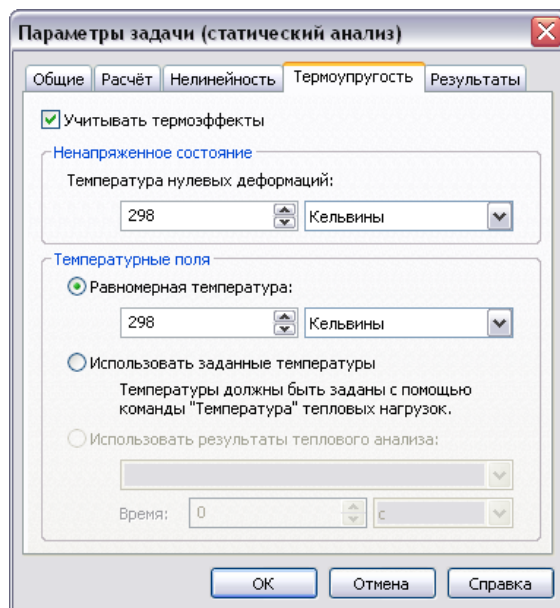 Параметры задачи (статический анализ)
Общие Расчёт Нелинейность Термоупругость Результаты
Учитывать термоэффекты
Ненапряженное состояние
Температура нулевых деформаций:
298 Кельвины
Температурные поля
Равномерная температура:
298 Кельвины
Использовать заданные температуры
Температуры должны быть заданы с помощью
команды "Температура" тепловых нагрузок.
Использовать результаты теплового анализа:
Время: 0 с
ОК Отмена Справка